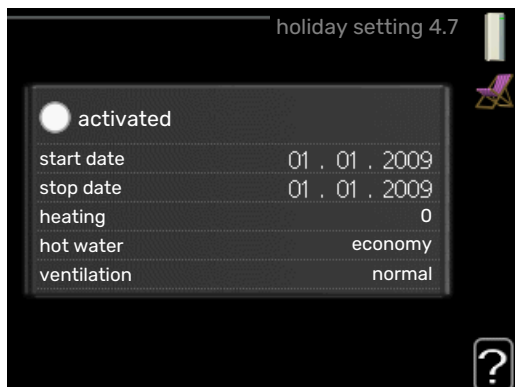 holiday setting 4.7
activated
start date 01 . 01 . 2009
stop date 01 . 01 . 2009
heating 0
hot water economy
ventilation normal
?